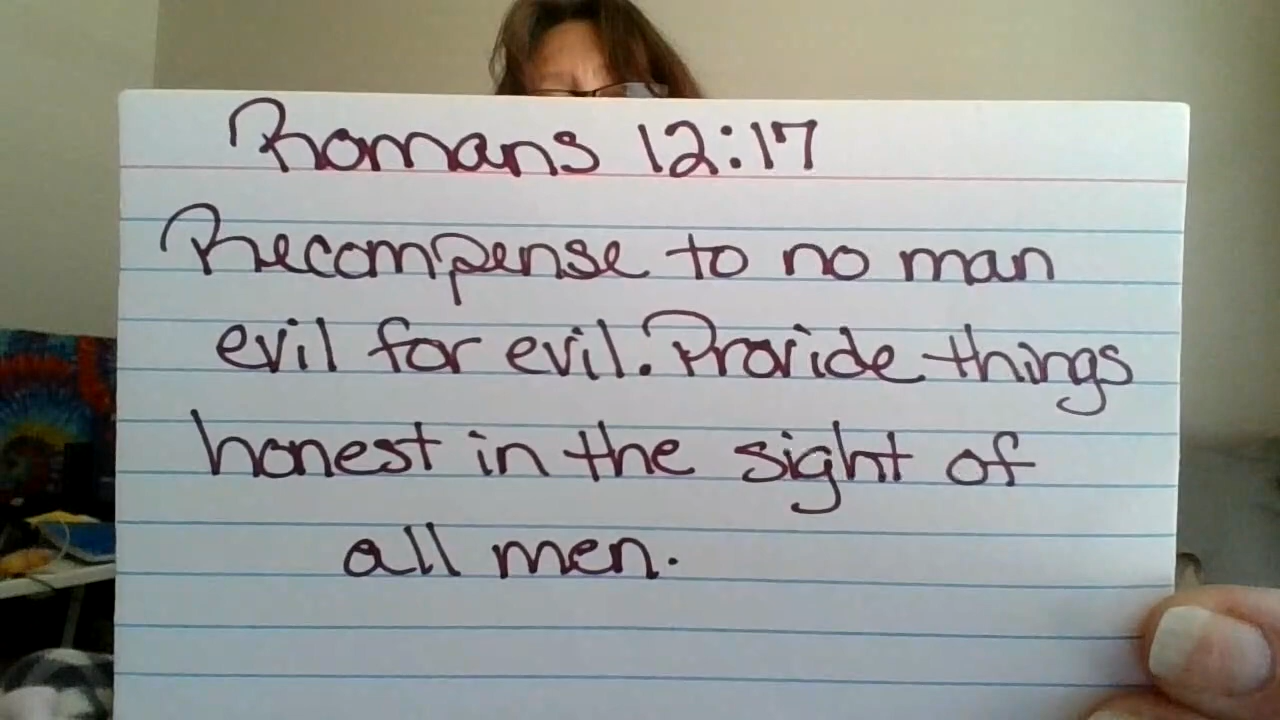 Romans 12:17
Recompense to no man
evil for evil. Provide things
honest in the sight of
all men.